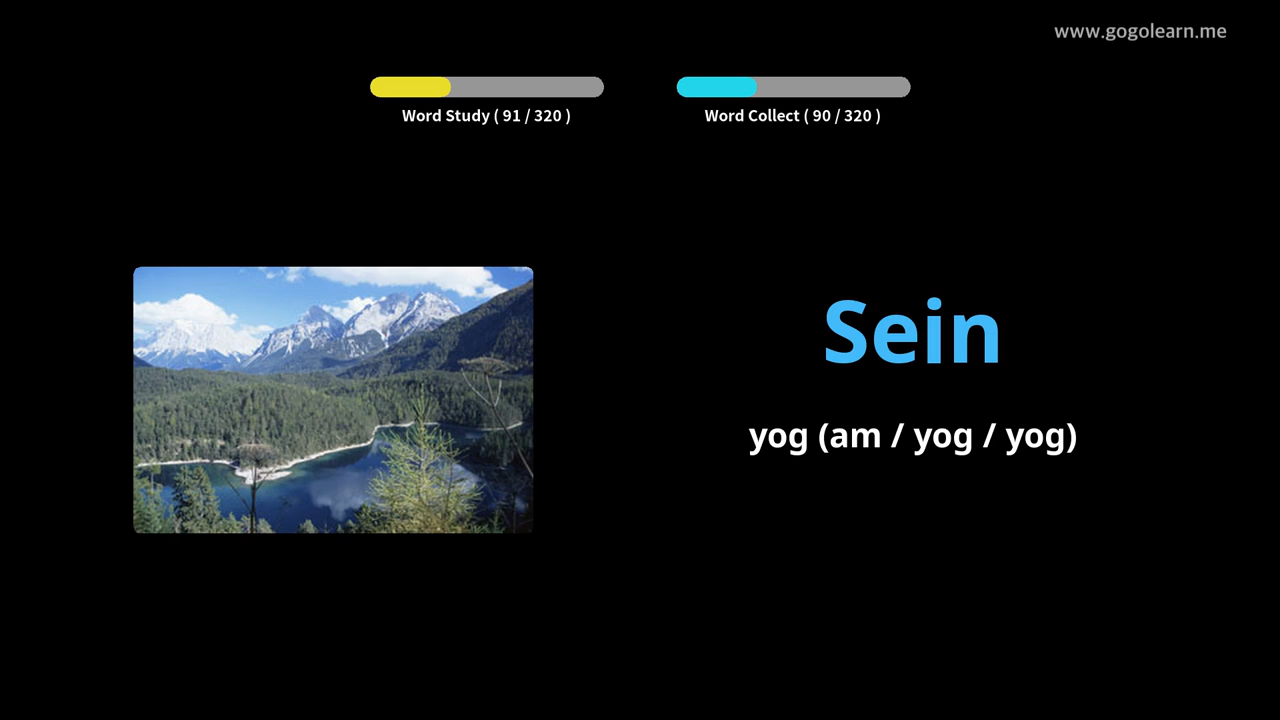 www.gogolearn.me
Word Study ( 91 / 320 )
Word Collect ( 90 / 320 )
Sein
yog (am / yog / yog)